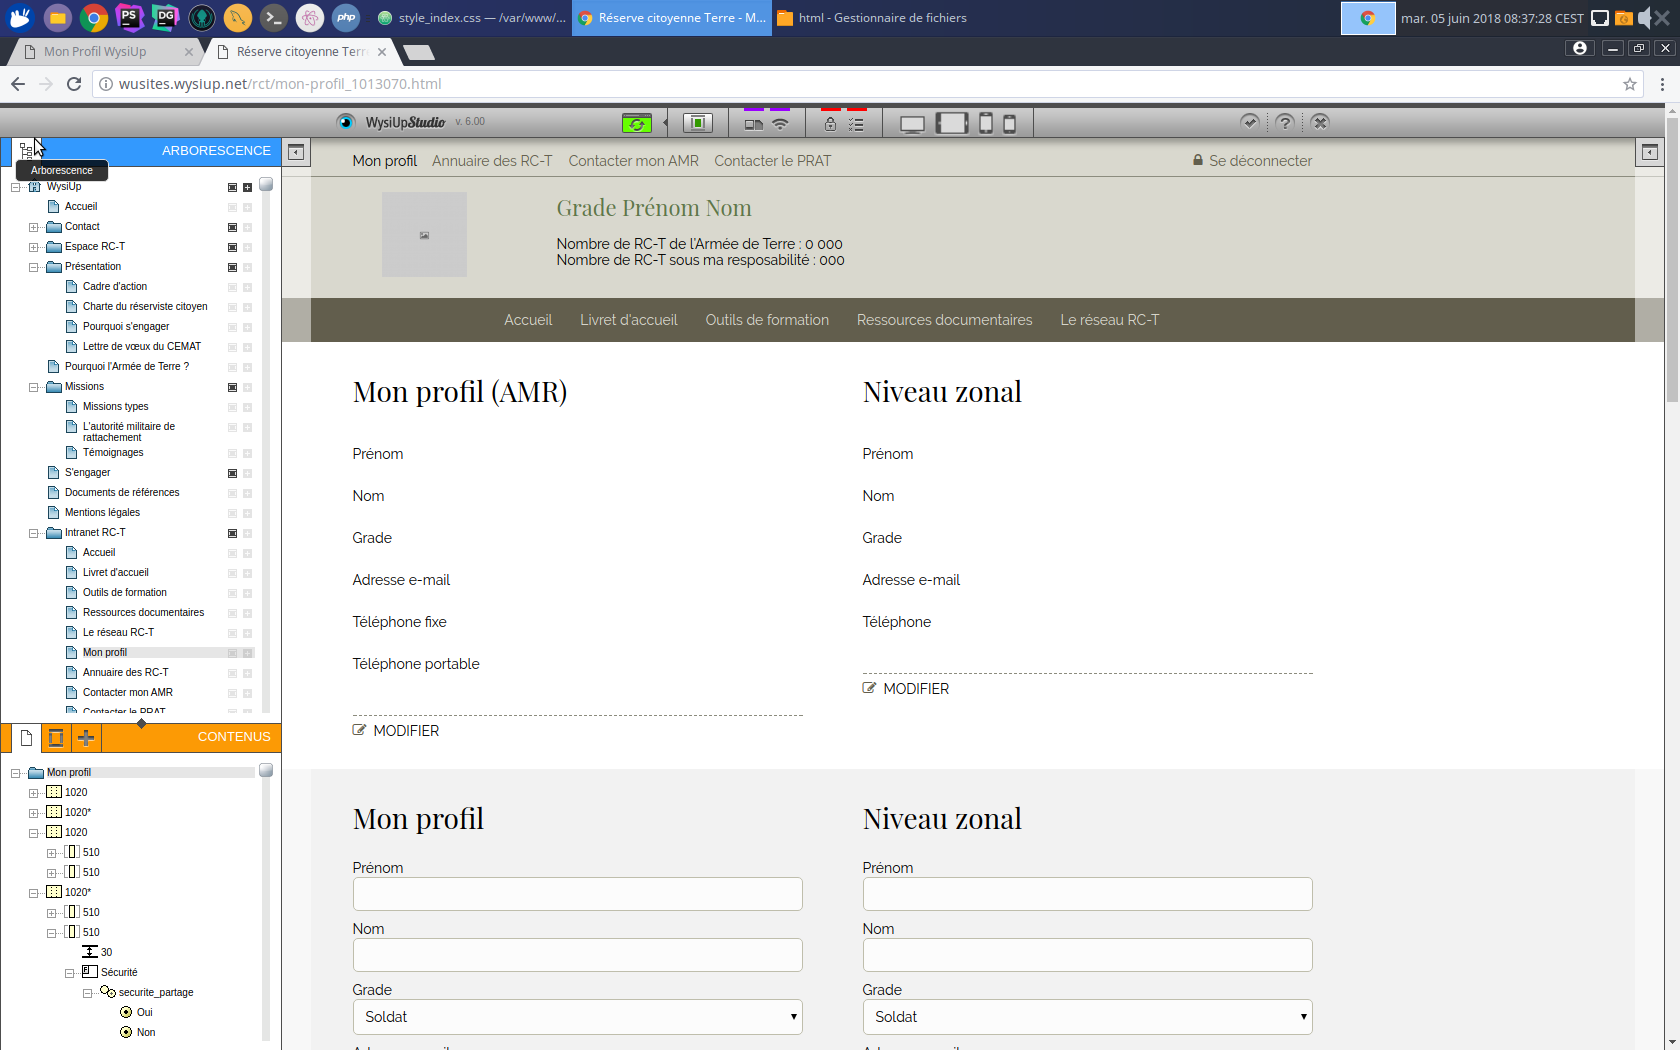 PS
DG
php
style_index.css — /var/www/...
Réserve citoyenne Terre - M...
html - Gestionnaire de fichiers
mar. 05 juin 2018 08:37:28 CEST
Mon Profil WysiUp
Réserve citoyenne Terr
wusites.wysiup.net/rct/mon-profil_1013070.html
WysiUpStudio v. 6.00
ARBORESCENCE
Arborescence
WysiUp
Accueil
Contact
Espace RC-T
Présentation
Cadre d'action
Charte du réserviste citoyen
Pourquoi s'engager
Lettre de vœux du CEMAT
Pourquoi l'Armée de Terre ?
Missions
Missions types
L'autorité militaire de
rattachement
Témoignages
S'engager
Documents de références
Mentions légales
Intranet RC-T
Accueil
Livret d'accueil
Outils de formation
Ressources documentaires
Le réseau RC-T
Mon profil
Annuaire des RC-T
Contacter mon AMR
Contacter le PRAT
CONTENUS
Mon profil
1020
1020*
1020
510
510
1020*
510
510
30
Sécurité
securite_partage
Oui
Non
Mon profil
Annuaire des RC-T
Contacter mon AMR
Contacter le PRAT
Se déconnecter
Grade Prénom Nom
Nombre de RC-T de l'Armée de Terre : 0 000
Nombre de RC-T sous ma resposabilité : 000
Accueil
Livret d'accueil
Outils de formation
Ressources documentaires
Le réseau RC-T
Mon profil (AMR)
Prénom
Nom
Grade
Adresse e-mail
Téléphone fixe
Téléphone portable
MODIFIER
Niveau zonal
Prénom
Nom
Grade
Adresse e-mail
Téléphone
MODIFIER
Mon profil
Prénom
Nom
Grade
Soldat
Niveau zonal
Prénom
Nom
Grade
Soldat